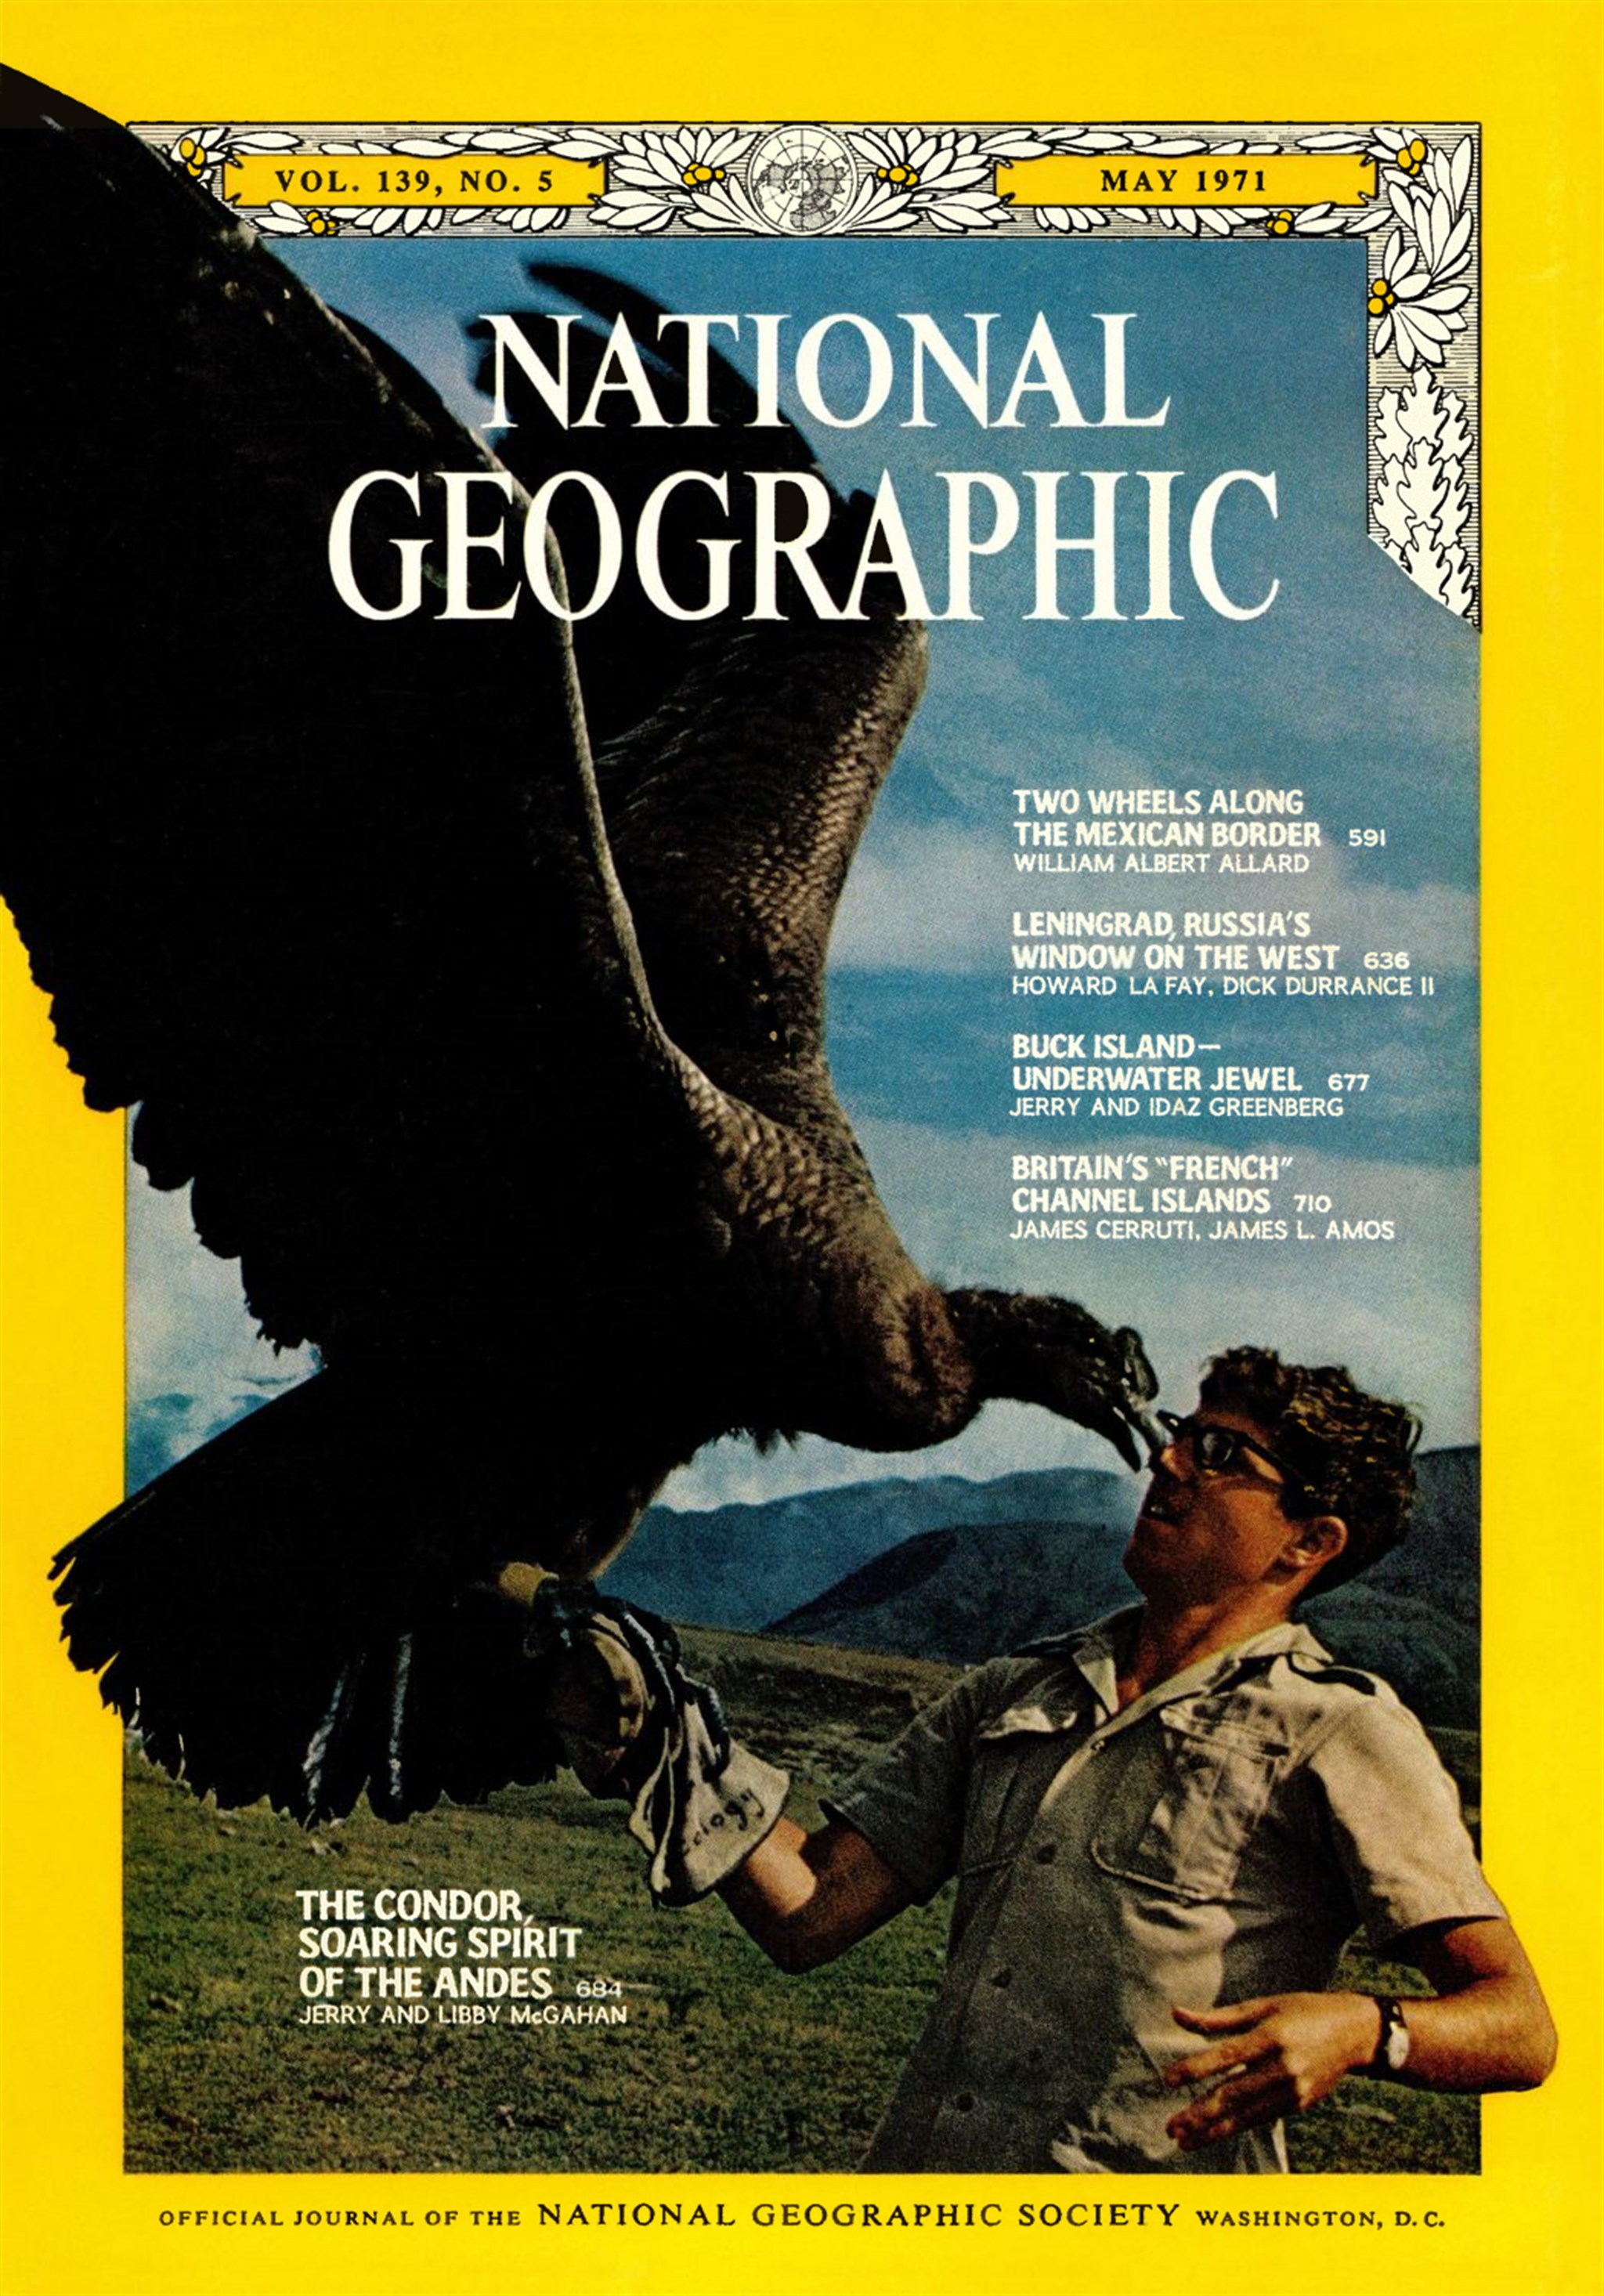 VOL. 139, NO. 5
MAY 1971
NATIONAL
GEOGRAPHIC
TWO WHEELS ALONG
THE MEXICAN BORDER 591
WILLIAM ALBERT ALLARD
LENINGRAD, RUSSIA'S
WINDOW ON THE WEST 636
HOWARD LA FAY, DICK DURRANCE II
BUCK ISLAND—
UNDERWATER JEWEL 677
JERRY AND IDAZ GREENBERG
BRITAIN'S "FRENCH"
CHANNEL ISLANDS 710
JAMES CERRUTI, JAMES L. AMOS
THE CONDOR,
SOARING SPIRIT
OF THE ANDES 684
JERRY AND LIBBY McGAHAN
OFFICIAL JOURNAL OF THE NATIONAL GEOGRAPHIC SOCIETY WASHINGTON, D.C.